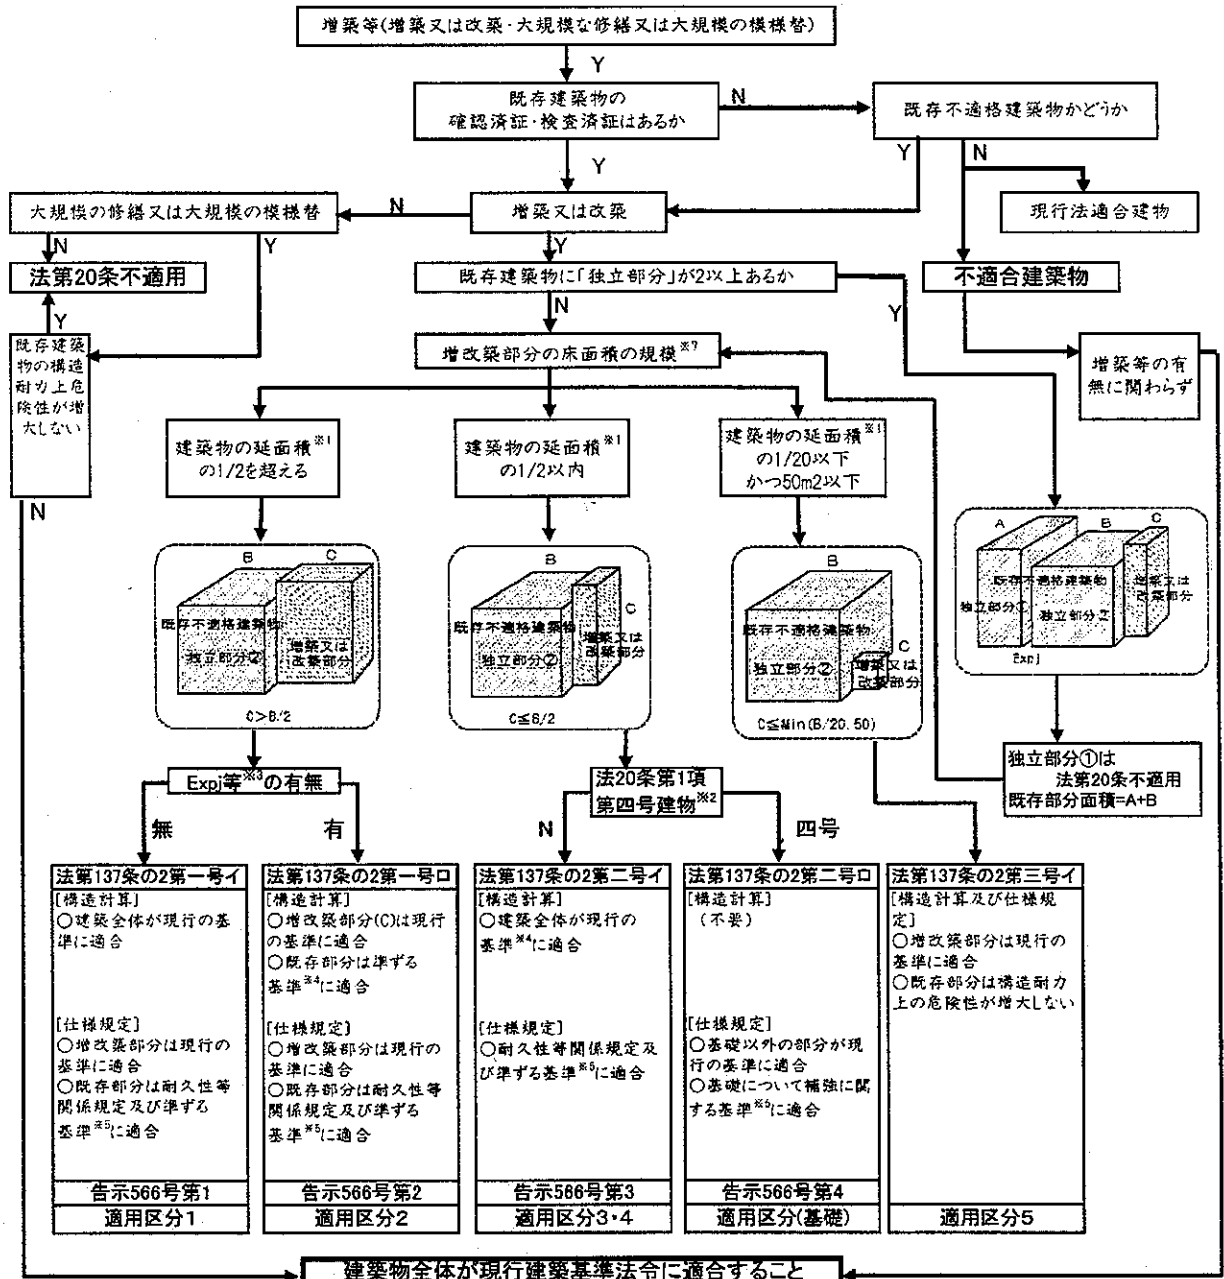 増築等(増築又は改築・大規模な修繕又は大規模の模様替)
Y
既存建築物の
確認済証・検査済証はあるか
N
既存不適格建築物かどうか
Y
Y
N
大規模の修繕又は大規模の模様替
N
増築又は改築
現行法適合建物
N
Y
Y
法第20条不適用
既存建築物に「独立部分」が2以上あるか
不適合建築物
Y
N
Y
既存建築
物の構造
耐力上危
険性が増
大しない
増改築部分の床面積の規模※7
増築等の有
無に関わらず
建築物の延面積※1
の1/2を超える
建築物の延面積※1
の1/2以内
建築物の延面積※1
の1/20以下
かつ50m2以下
N
B
C
既存不適格建築物
独立部分②
増築又は
改築部分
C>B/2
B
C
既存不適格建築物
独立部分②
増築又は
改築部分
C≦B/2
B
C
既存不適格建築物
独立部分②
増築又は
改築部分
C≦Min(B/20.50)
A
B
C
既存不適格建築物
独立部分①
独立部分②
増築又は
改築部分
Expj
Expj等※3の有無
法20条第1項
第四号建物※2
独立部分①は
法第20条不適用
既存部分面積=A+B
無
有
N
四号
法第137条の2第一号イ
[構造計算]
○建築全体が現行の基
準に適合
[仕様規定]
○増改築部分は現行の
基準に適合
○既存部分は耐久性等
関係規定及び準ずる
基準※5に適合
告示566号第1
適用区分1
法第137条の2第一号ロ
[構造計算]
○増改築部分(C)は現行
の基準に適合
○既存部分は準ずる
基準※4に適合
[仕様規定]
○増改築部分は現行の
基準に適合
○既存部分は耐久性等
関係規定及び準ずる
基準※5に適合
告示566号第2
適用区分2
法第137条の2第二号イ
[構造計算]
○建築全体が現行の
基準※4に適合
[仕様規定]
○耐久性等関係規定及
び準ずる基準※5に適合
告示566号第3
適用区分3・4
法第137条の2第二号ロ
[構造計算]
(不要)
[仕様規定]
○基礎以外の部分が現
行の基準に適合
○基礎について補強に関
する基準※6に適合
告示566号第4
適用区分(基礎)
法第137条の2第三号イ
[構造計算及び仕様規
定]
○増改築部分は現行の
基準に適合
○既存部分は構造耐力
上の危険性が増大しない
適用区分5
建築物全体が現行建築基準法令に適合すること